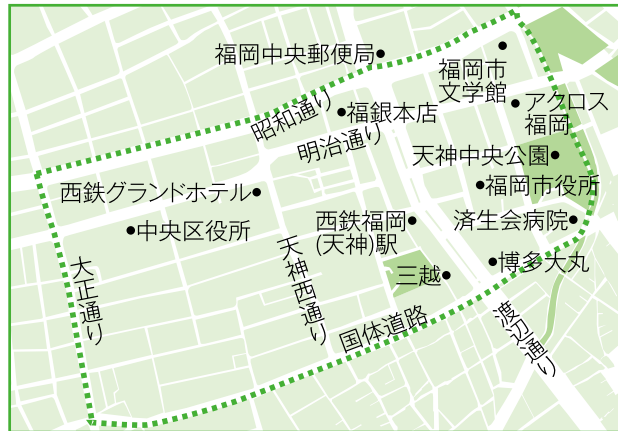 福岡中央郵便局
福岡市
文学館
昭和通り
福銀本店
アクロス
福岡
明治通り
天神中央公園
西鉄グランドホテル
福岡市役所
中央区役所
西鉄福岡
(天神)駅
済生会病院
大正通り
天神西通り
三越
博多大丸
国体道路
渡辺通り